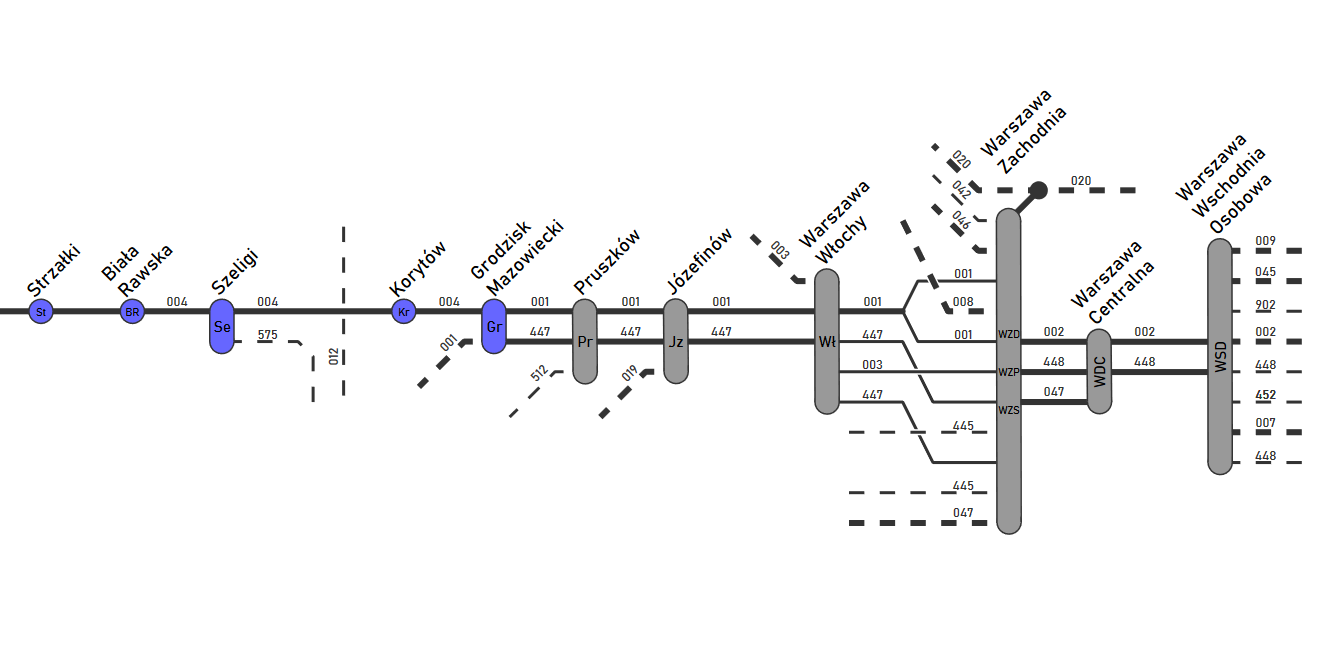 Strzałki
St
Biała
Rawska
BR
004
Szeligi
Se
004
575
012
Korytów
Kr
004
Grodzisk
Mazowiecki
Gr
001
001
447
Pruszków
Pr
512
001
447
Józefinów
Jz
019
001
447
003
Warszawa
Włochy
Wł
001
447
003
447
020
042
046
001
008
001
445
445
047
Warszawa
Zachodnia
020
WZD
WZP
WZS
002
448
047
Warszawa
Centralna
WDC
002
448
Warszawa
Wschodnia
Osobowa
WSD
009
045
902
002
448
452
007
448